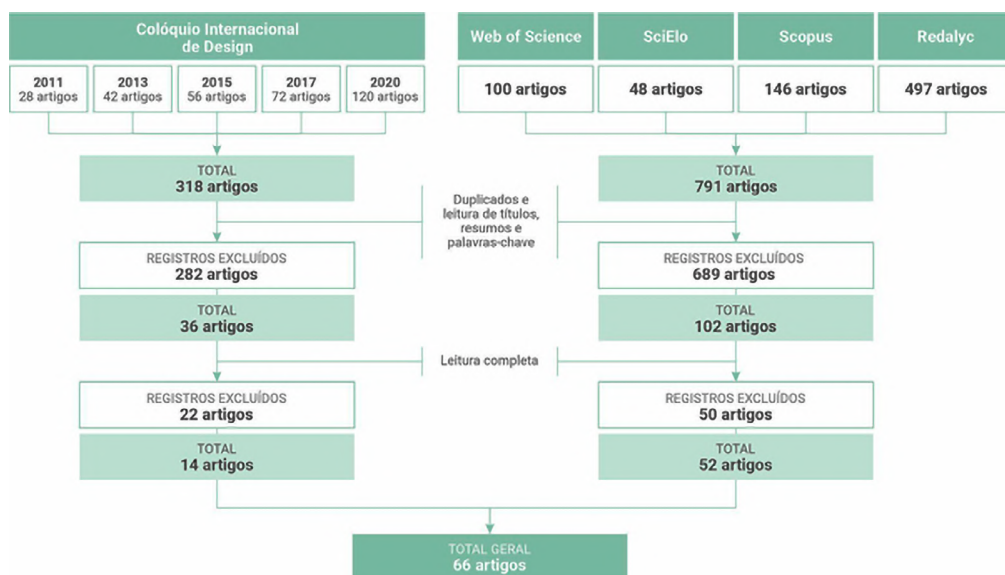 Colóquio Internacional
de Design
2011
28 artigos
2013
42 artigos
2015
56 artigos
2017
72 artigos
2020
120 artigos
Web of Science
100 artigos
SciElo
48 artigos
Scopus
146 artigos
Redalyc
497 artigos
TOTAL
318 artigos
TOTAL
791 artigos
Duplicados e
leitura de títulos,
resumos e
palavras-chave
REGISTROS EXCLUÍDOS
282 artigos
REGISTROS EXCLUÍDOS
689 artigos
TOTAL
36 artigos
TOTAL
102 artigos
Leitura completa
REGISTROS EXCLUÍDOS
22 artigos
REGISTROS EXCLUÍDOS
50 artigos
TOTAL
14 artigos
TOTAL
52 artigos
TOTAL GERAL
66 artigos